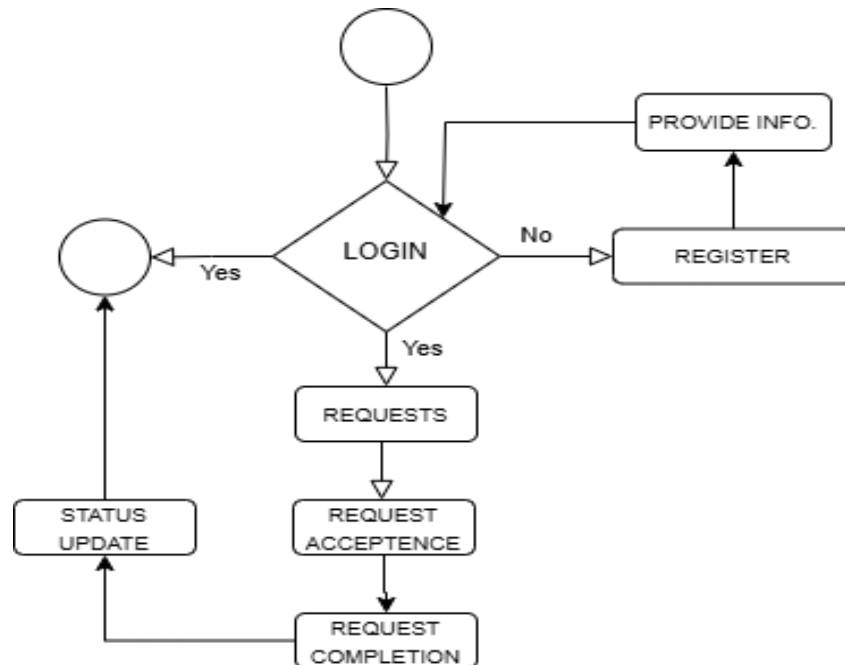 PROVIDE INFO.
LOGIN
No
REGISTER
Yes
Yes
REQUESTS
STATUS
UPDATE
REQUEST
ACCEPTENCE
REQUEST
COMPLETION